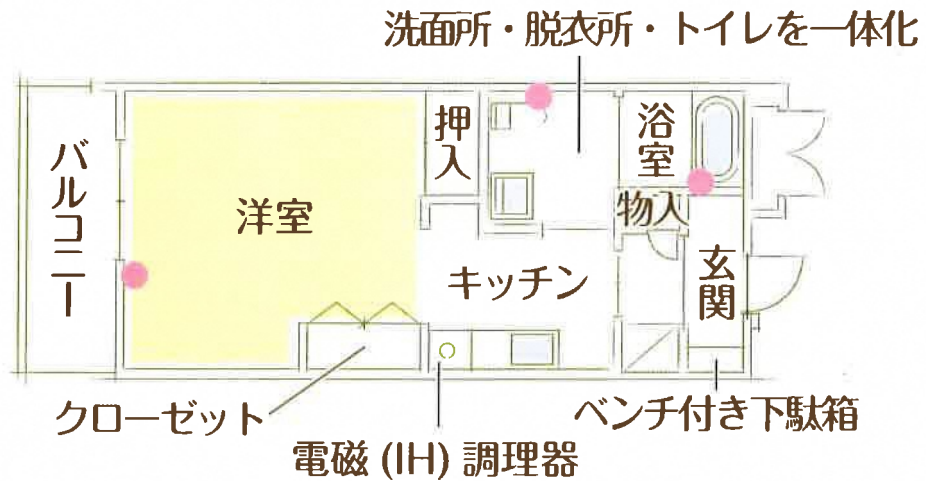 洗面所・脱衣所・トイレを一体化
バルコニー
洋室
押入
浴室
物入
キッチン
玄関
クローゼット
電磁(IH)調理器
ベンチ付き下駄箱